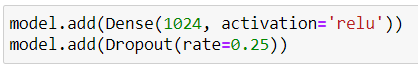 model.add(Dense(1024, activation='relu'))
model.add(Dropout(rate=0.25))